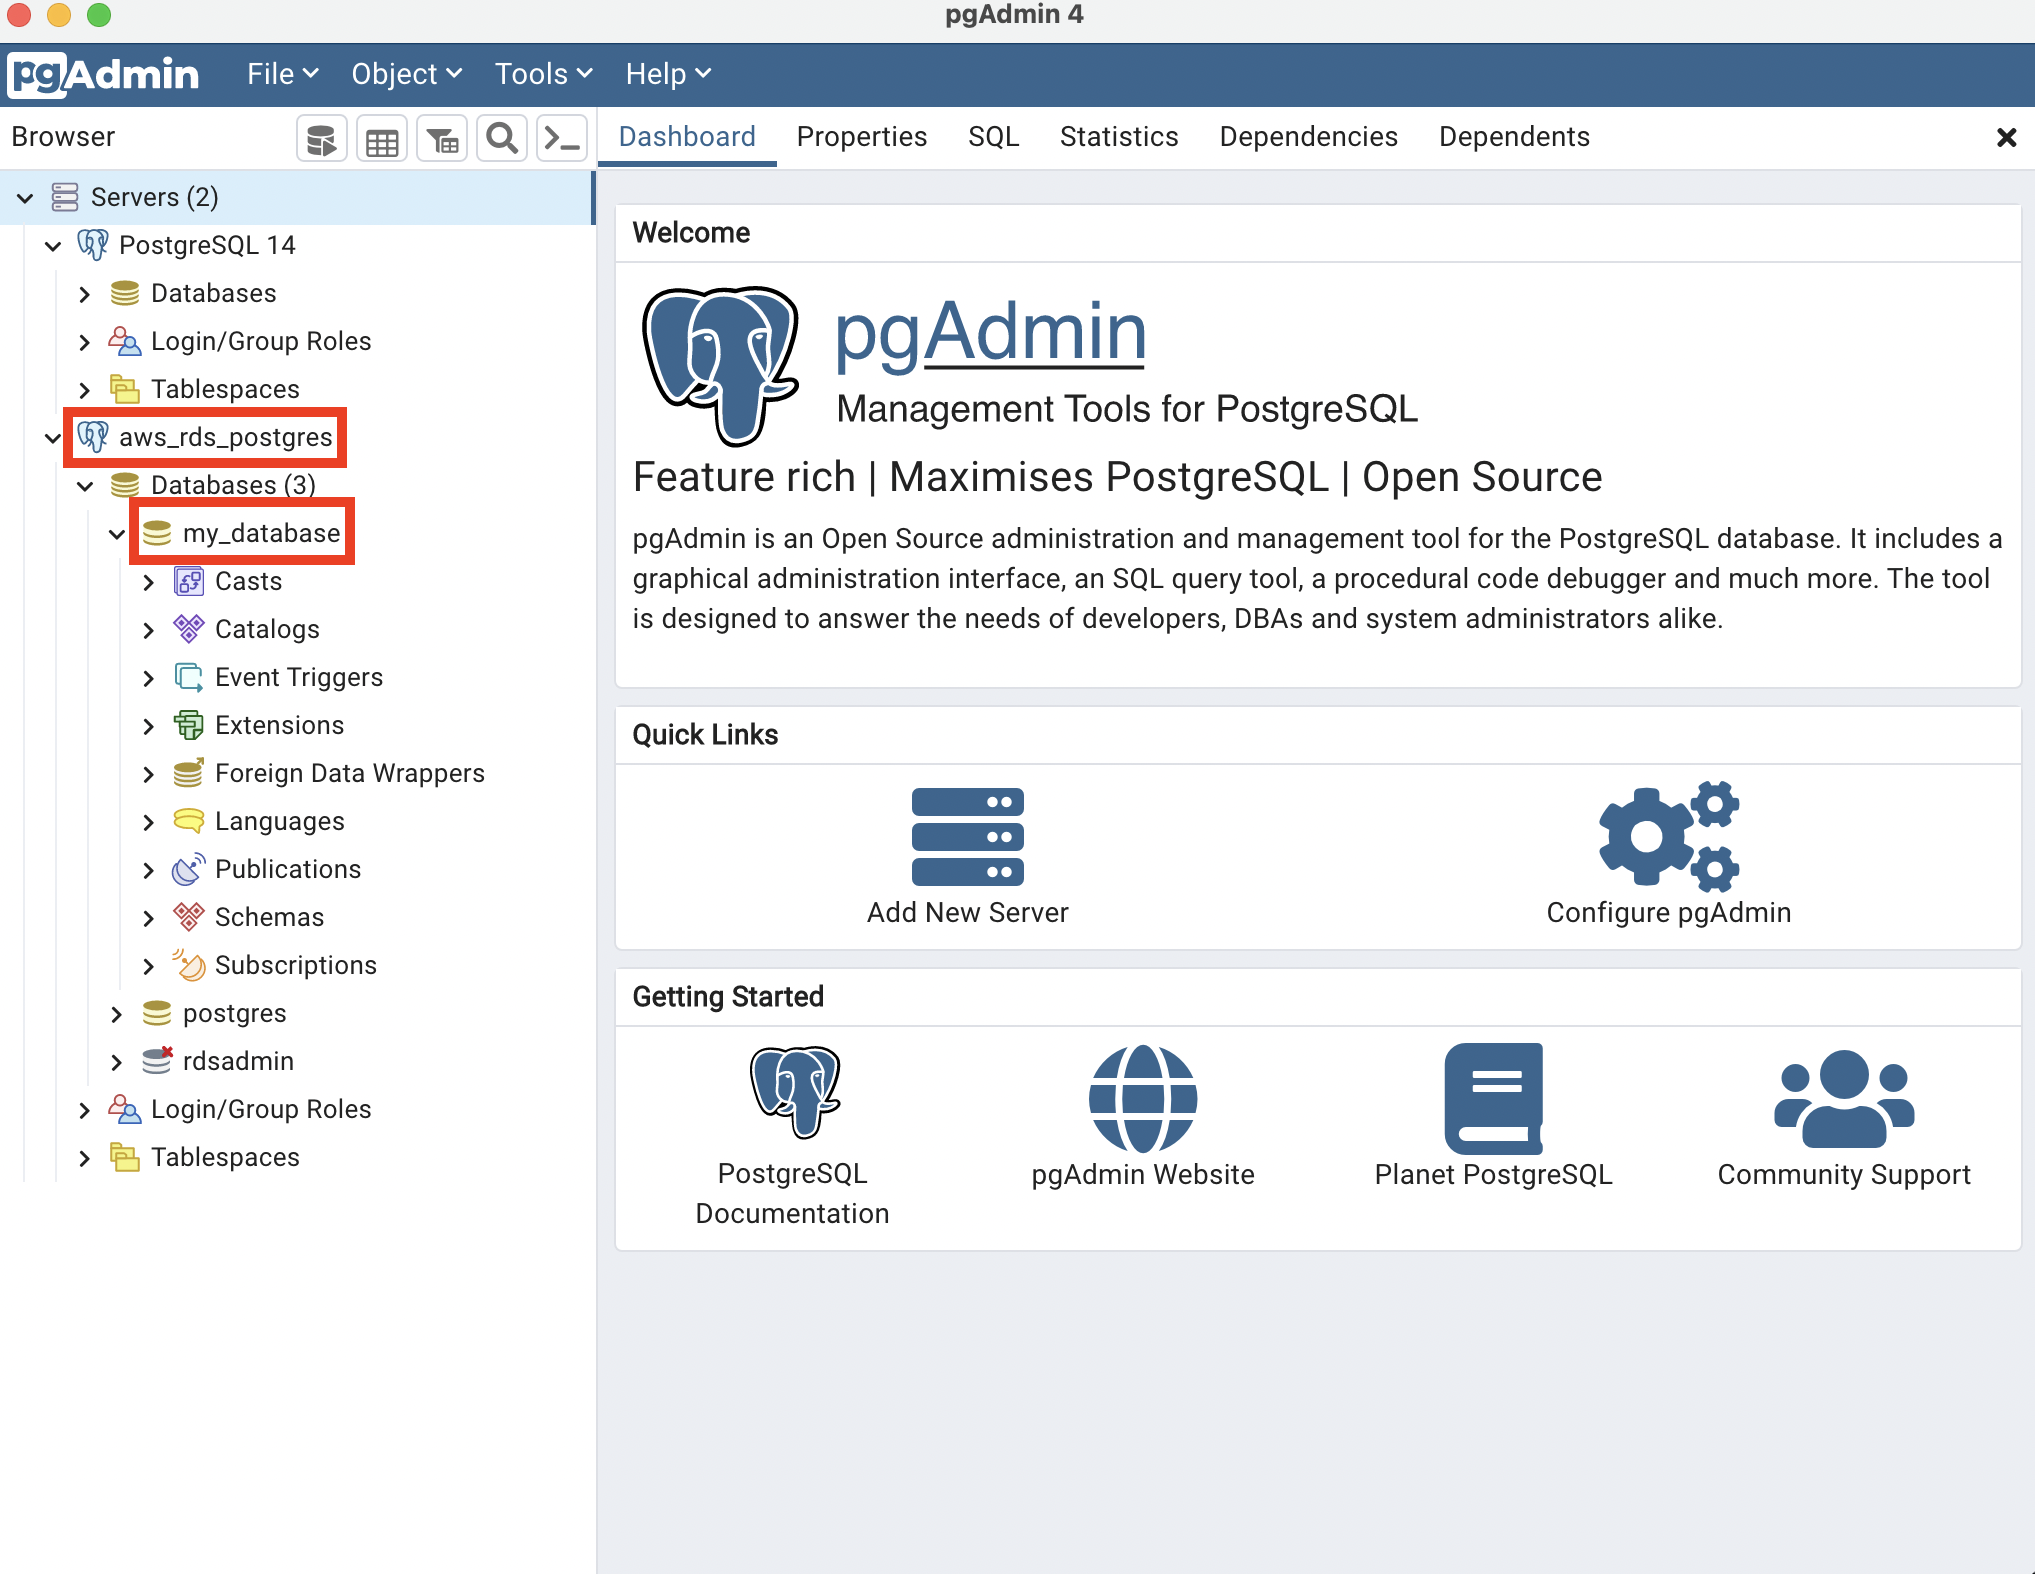 pgAdmin 4
pgAdmin File Object Tools Help
Browser
Dashboard Properties SQL Statistics Dependencies Dependents
Servers (2)
PostgreSQL 14
Databases
Login/Group Roles
Tablespaces
aws_rds_postgres
Databases (3)
my_database
Casts
Catalogs
Event Triggers
Extensions
Foreign Data Wrappers
Languages
Publications
Schemas
Subscriptions
postgres
rdsadmin
Login/Group Roles
Tablespaces
Welcome
pgAdmin
Management Tools for PostgreSQL
Feature rich | Maximises PostgreSQL | Open Source
pgAdmin is an Open Source administration and management tool for the PostgreSQL database. It includes a
graphical administration interface, an SQL query tool, a procedural code debugger and much more. The tool
is designed to answer the needs of developers, DBAs and system administrators alike.
Quick Links
Add New Server
Configure pgAdmin
Getting Started
PostgreSQL
Documentation
pgAdmin Website
Planet PostgreSQL
Community Support